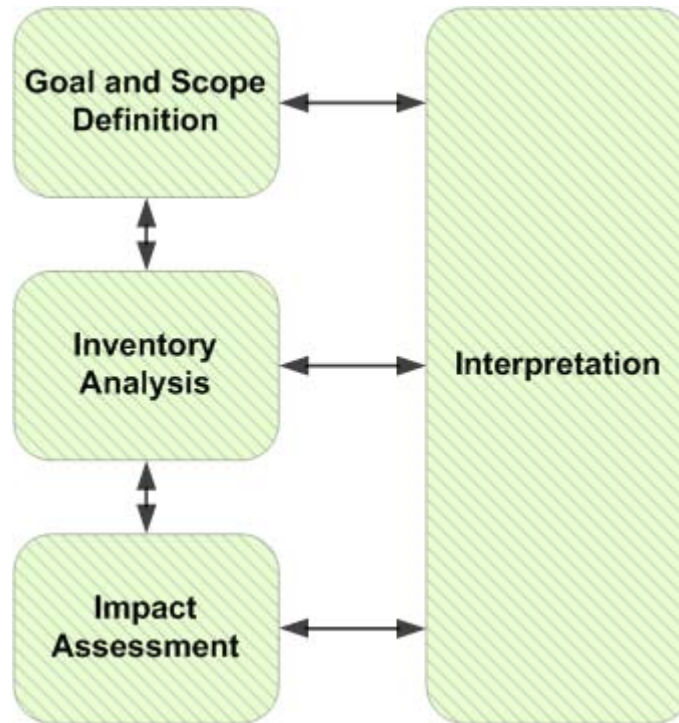 Goal and Scope
Definition
Inventory
Analysis
Interpretation
Impact
Assessment